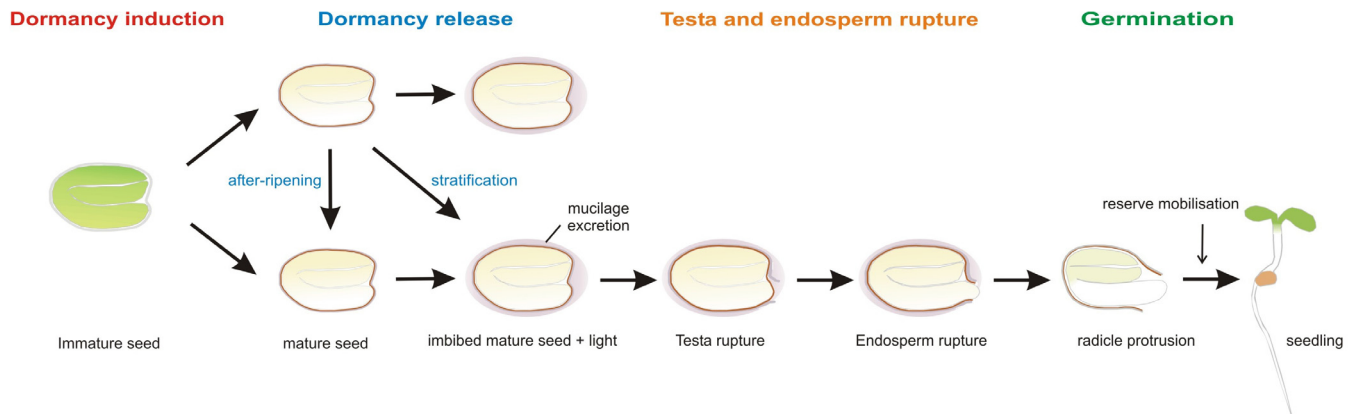 Dormancy induction
Dormancy release
Testa and endosperm rupture
Germination
after-ripening
stratification
mucilage
excretion
reserve mobilisation
Immature seed
mature seed
imbibed mature seed + light
Testa rupture
Endosperm rupture
radicle protrusion
seedling